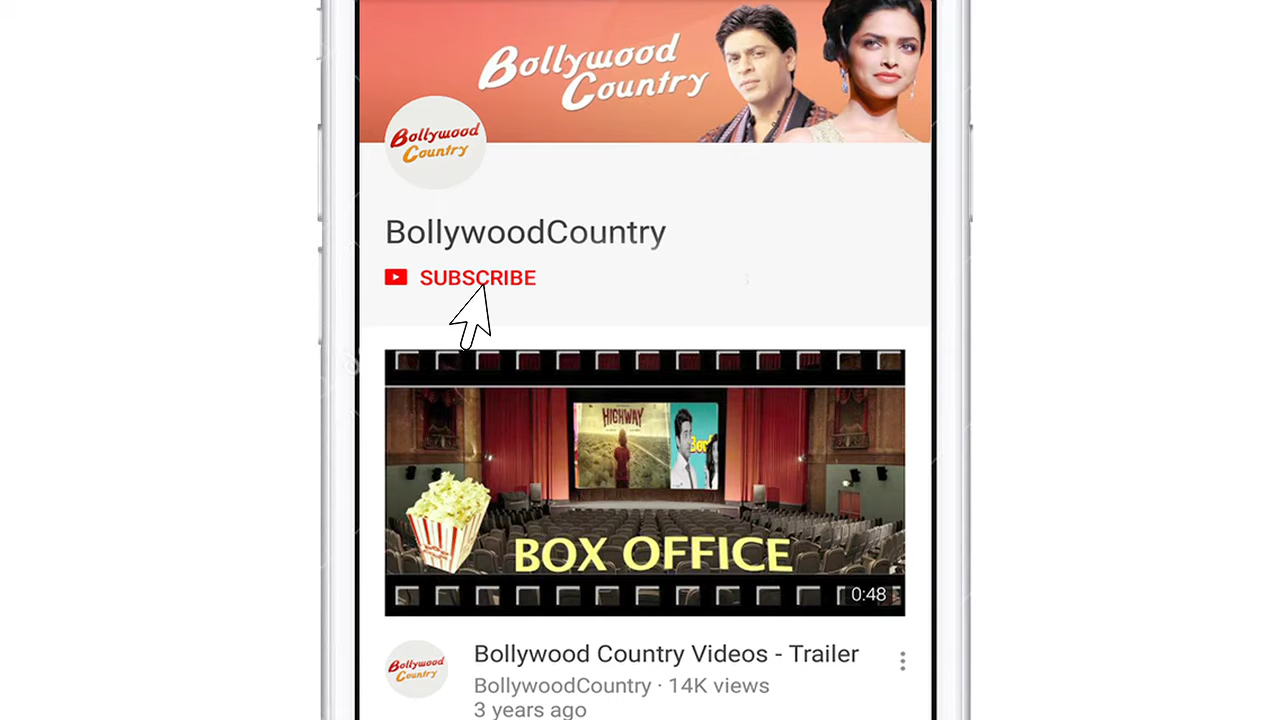 Bollywood
Country
Bollywood
Country
BollywoodCountry
SUBSCRIBE
HIGHWAY
BOX OFFICE
0:48
Bollywood Country Videos - Trailer
Bollywood
Country
BollywoodCountry · 14K views
3 years ago